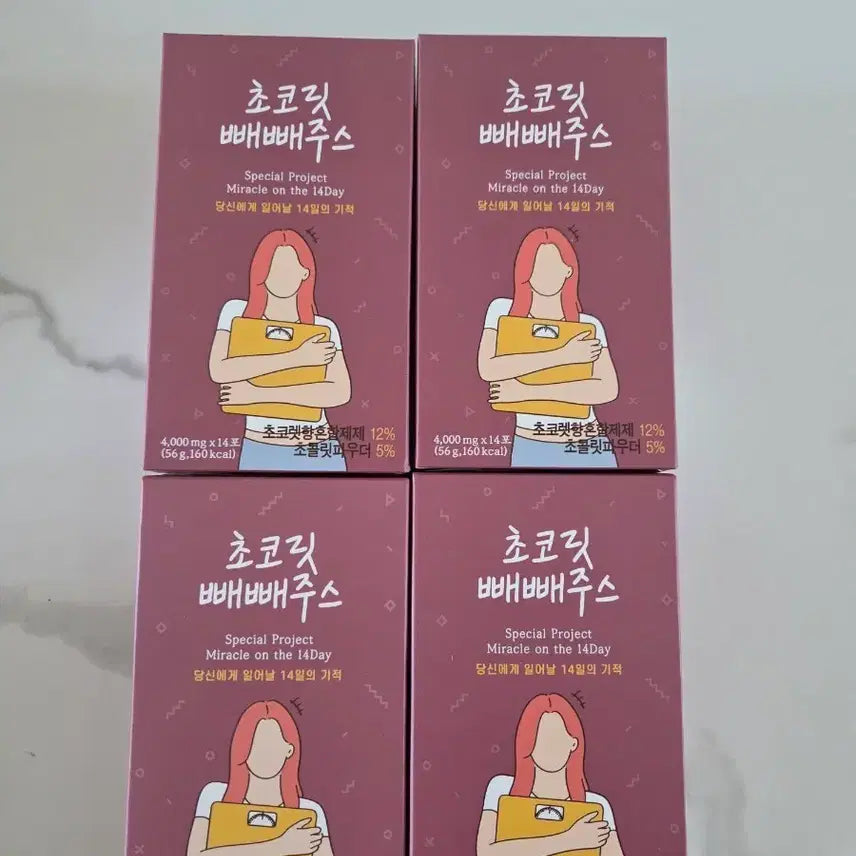 초코릿
빼빼주스
Special Project
Miracle on the 14Day
당신에게 일어날 14일의 기적
4,000 mg x 14포
(56 g, 160 kcal)
초코렛향혼합제제 12%
초콜릿파우더 5%
초코릿
빼빼주스
Special Project
Miracle on the 14Day
당신에게 일어날 14일의 기적
4,000 mg x 14포
(56 g, 160 kcal)
초코렛향혼합제제 12%
초콜릿파우더 5%
초코릿
빼빼주스
Special Project
Miracle on the 14Day
당신에게 일어날 14일의 기적
초코릿
빼빼주스
Special Project
Miracle on the 14Day
당신에게 일어날 14일의 기적